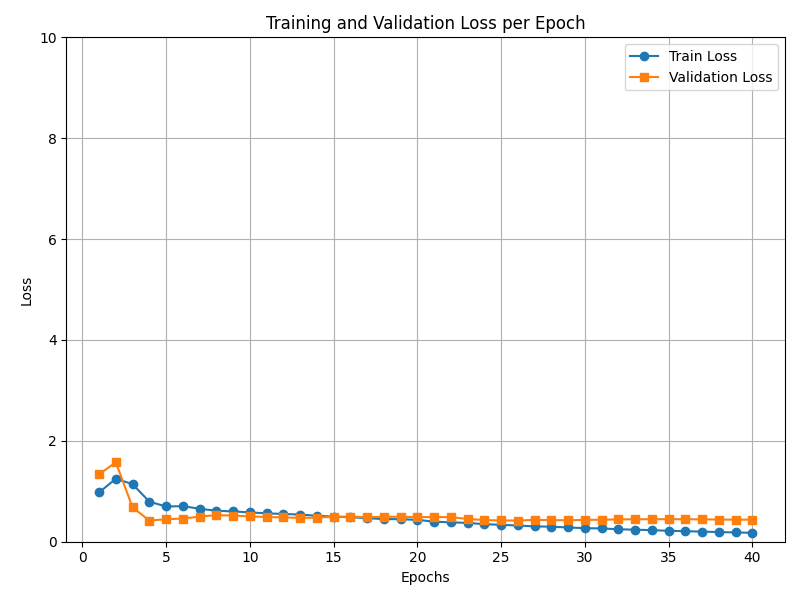 Training and Validation Loss per Epoch
Train Loss
Validation Loss
10
8
6
4
2
0
Loss
0 5 10 15 20 25 30 35 40
Epochs